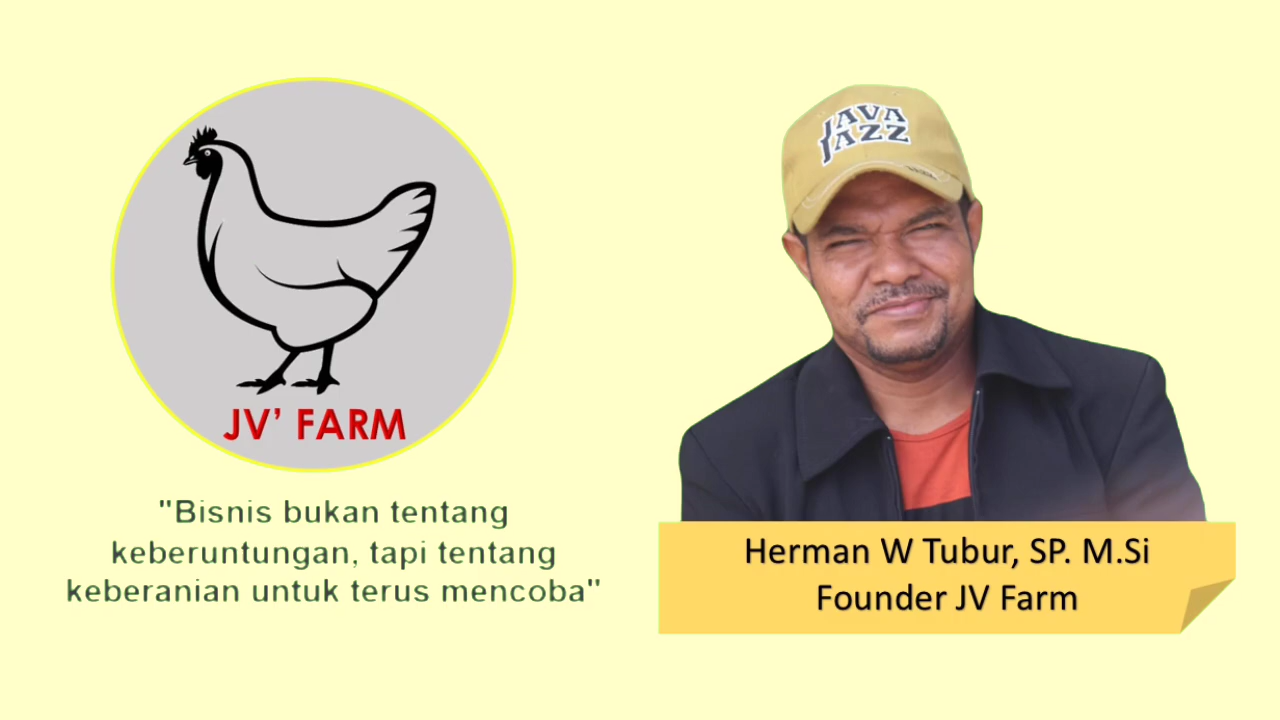 JV’ FARM
"Bisnis bukan tentang
keberuntungan, tapi tentang
keberanian untuk terus mencoba"
JAVA
JAZZ
Herman W Tubur, SP. M.Si
Founder JV Farm